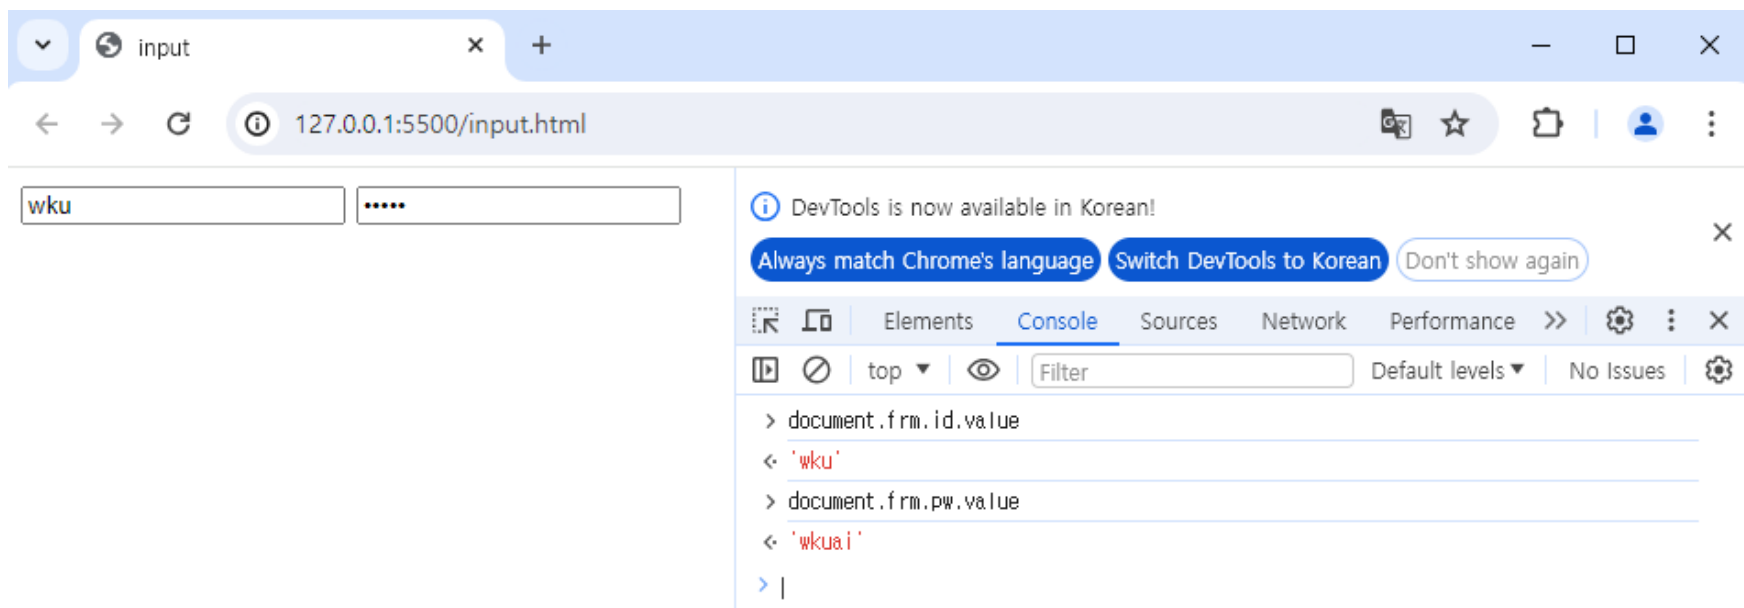 input
127.0.0.1:5500/input.html
wku •••••
DevTools is now available in Korean!
Always match Chrome's language Switch DevTools to Korean Don't show again
Elements Console Sources Network Performance
top Filter Default levels No Issues
document.frm.id.value
'wku'
document.frm.pw.value
'wkuai'